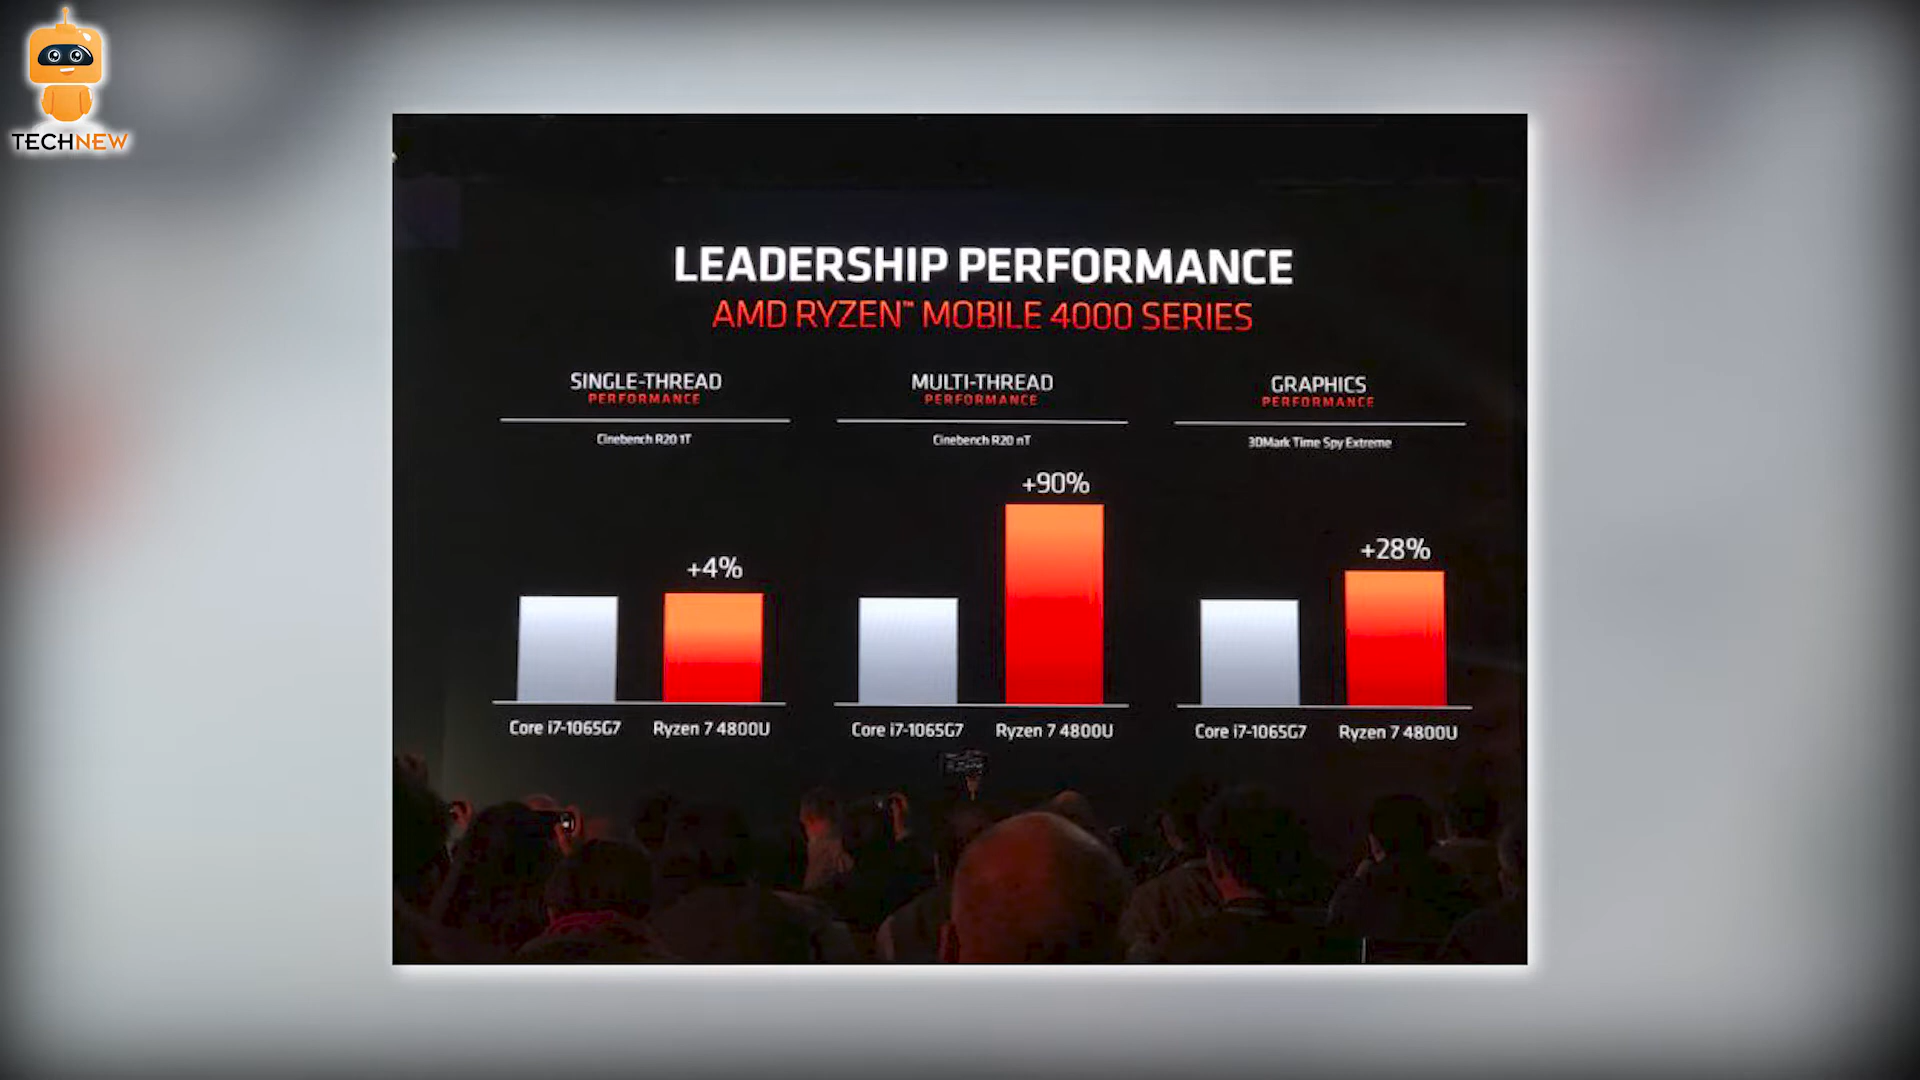 TECHNEW
LEADERSHIP PERFORMANCE
AMD RYZEN™ MOBILE 4000 SERIES
SINGLE-THREAD
PERFORMANCE
Cinebench R20 1T
+4%
Core i7-1065G7
Ryzen 7 4800U
MULTI-THREAD
PERFORMANCE
Cinebench R20 nT
+90%
Core i7-1065G7
Ryzen 7 4800U
GRAPHICS
PERFORMANCE
3DMark Time Spy Extreme
+28%
Core i7-1065G7
Ryzen 7 4800U